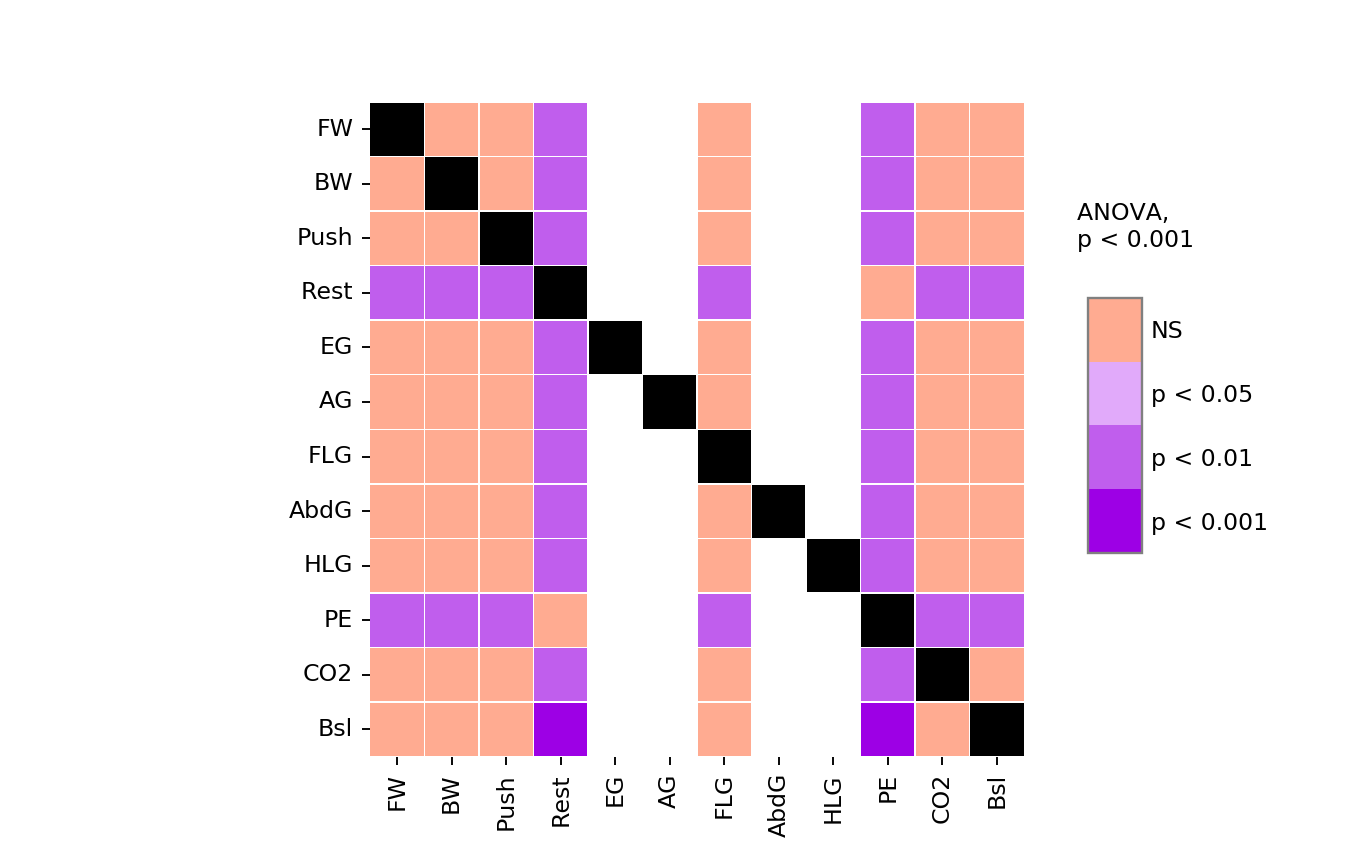 FW
BW
Push
Rest
EG
AG
FLG
AbdG
HLG
PE
CO2
Bsl
FW
BW
Push
Rest
EG
AG
FLG
AbdG
HLG
PE
CO2
Bsl
ANOVA,
p < 0.001
NS
p < 0.05
p < 0.01
p < 0.001